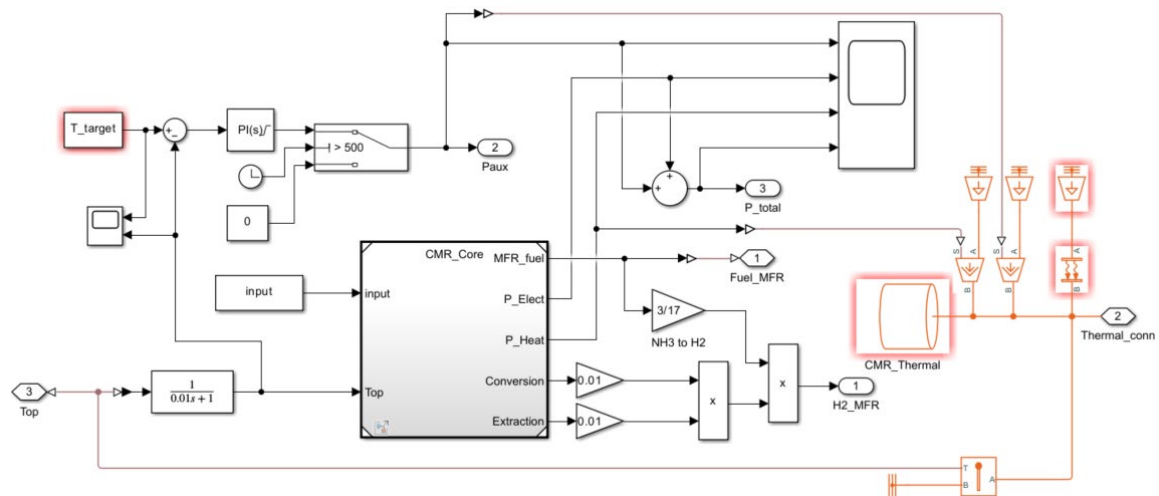 T_target
+
-
PI(s)
> 500
0
2
Paux
+
+
3
P_total
S
A
S
A
A
B
B
B
CMR_Core
MFR_fuel
input
input
P_Elect
P_Heat
1
Fuel_MFR
3/17
NH3 to H2
CMR_Thermal
2
Thermal_conn
3
Top
1
0.01s + 1
Top
Conversion
0.01
Extraction
0.01
x
x
1
H2_MFR
T
B
A